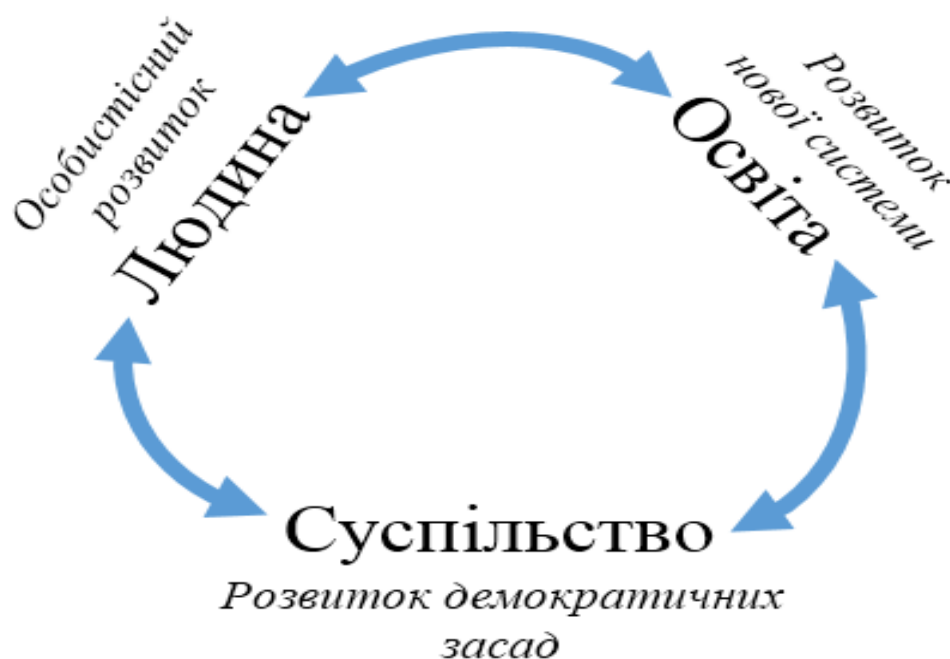 Особистісний
розвиток
Людина
Розвиток
нової системи
Освіта
Суспільство
Розвиток демократичних
засад